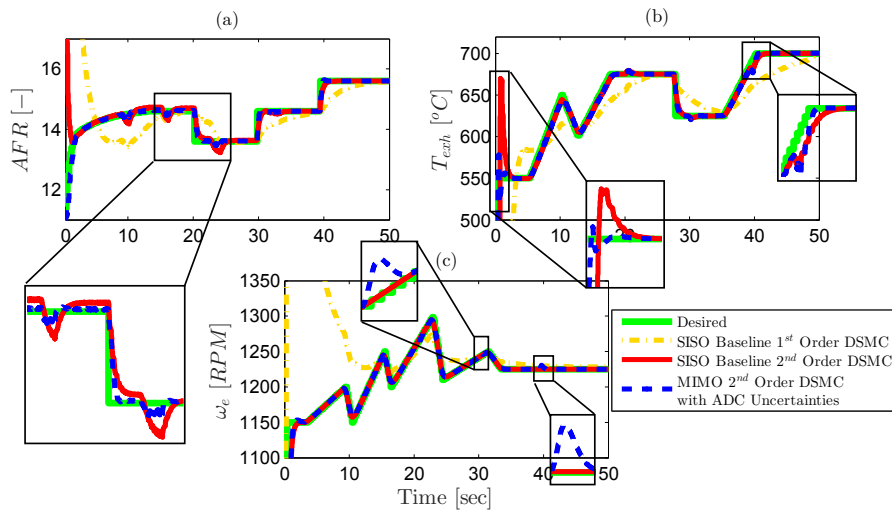 (a)
(b)
AFR [−]
16
14
12
0
10
20
30
40
50
T_exh [°C]
700
650
600
550
500
0
10
20
30
40
50
(c)
ω_e [RPM]
1350
1300
1250
1200
1150
1100
0
10
20
30
40
50
Time [sec]
Desired
SISO Baseline 1st Order DSMC
SISO Baseline 2nd Order DSMC
MIMO 2nd Order DSMC
with ADC Uncertainties